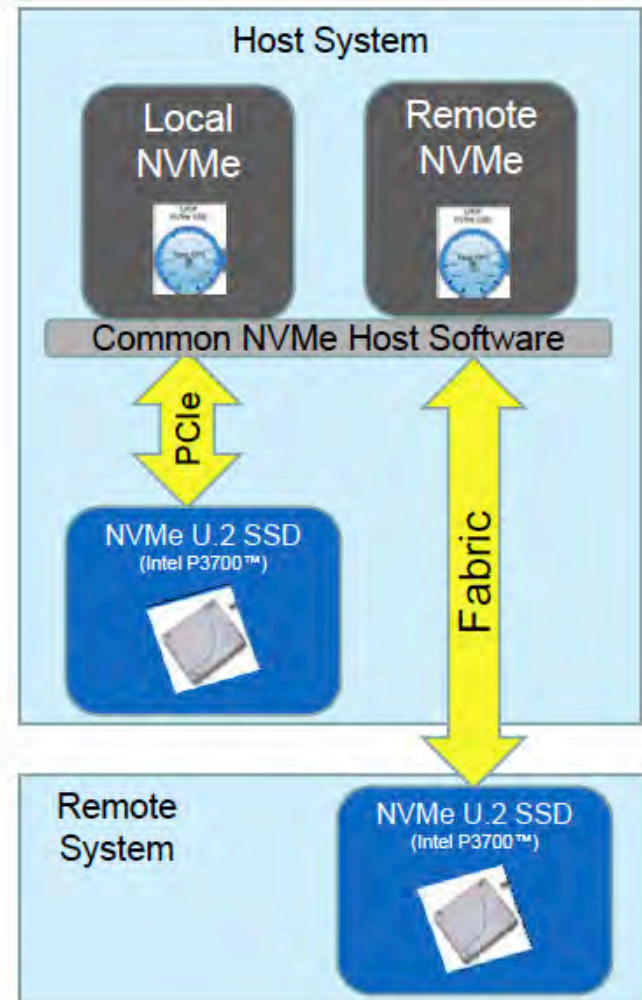 Host System
Local
NVMe
Remote
NVMe
Common NVMe Host Software
PCIe
Fabric
NVMe U.2 SSD
(Intel P3700™)
Remote
System
NVMe U.2 SSD
(Intel P3700™)